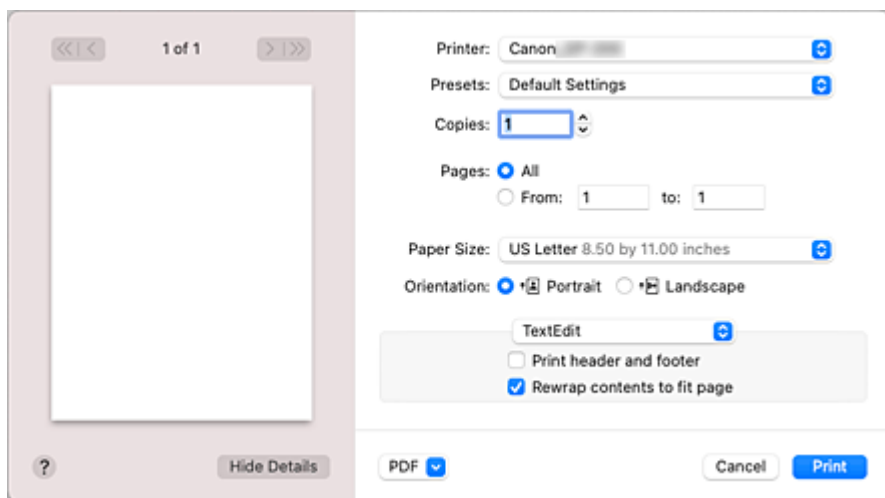 1 of 1
Printer: Canon
Presets: Default Settings
Copies: 1
Pages: All
From: 1 to: 1
Paper Size: US Letter 8.50 by 11.00 inches
Orientation: Portrait Landscape
TextEdit
Print header and footer
Rewrap contents to fit page
? Hide Details PDF Cancel Print